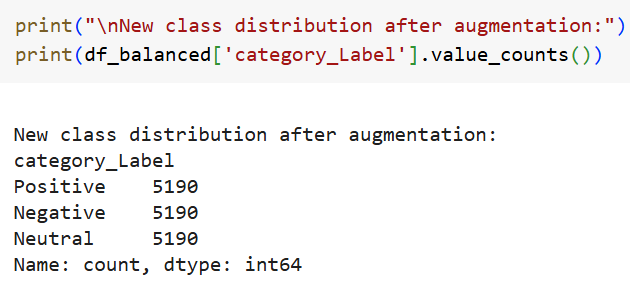 print("\nNew class distribution after augmentation:")
print(df_balanced['category_Label'].value_counts())
New class distribution after augmentation:
category_Label
Positive    5190
Negative    5190
Neutral     5190
Name: count, dtype: int64